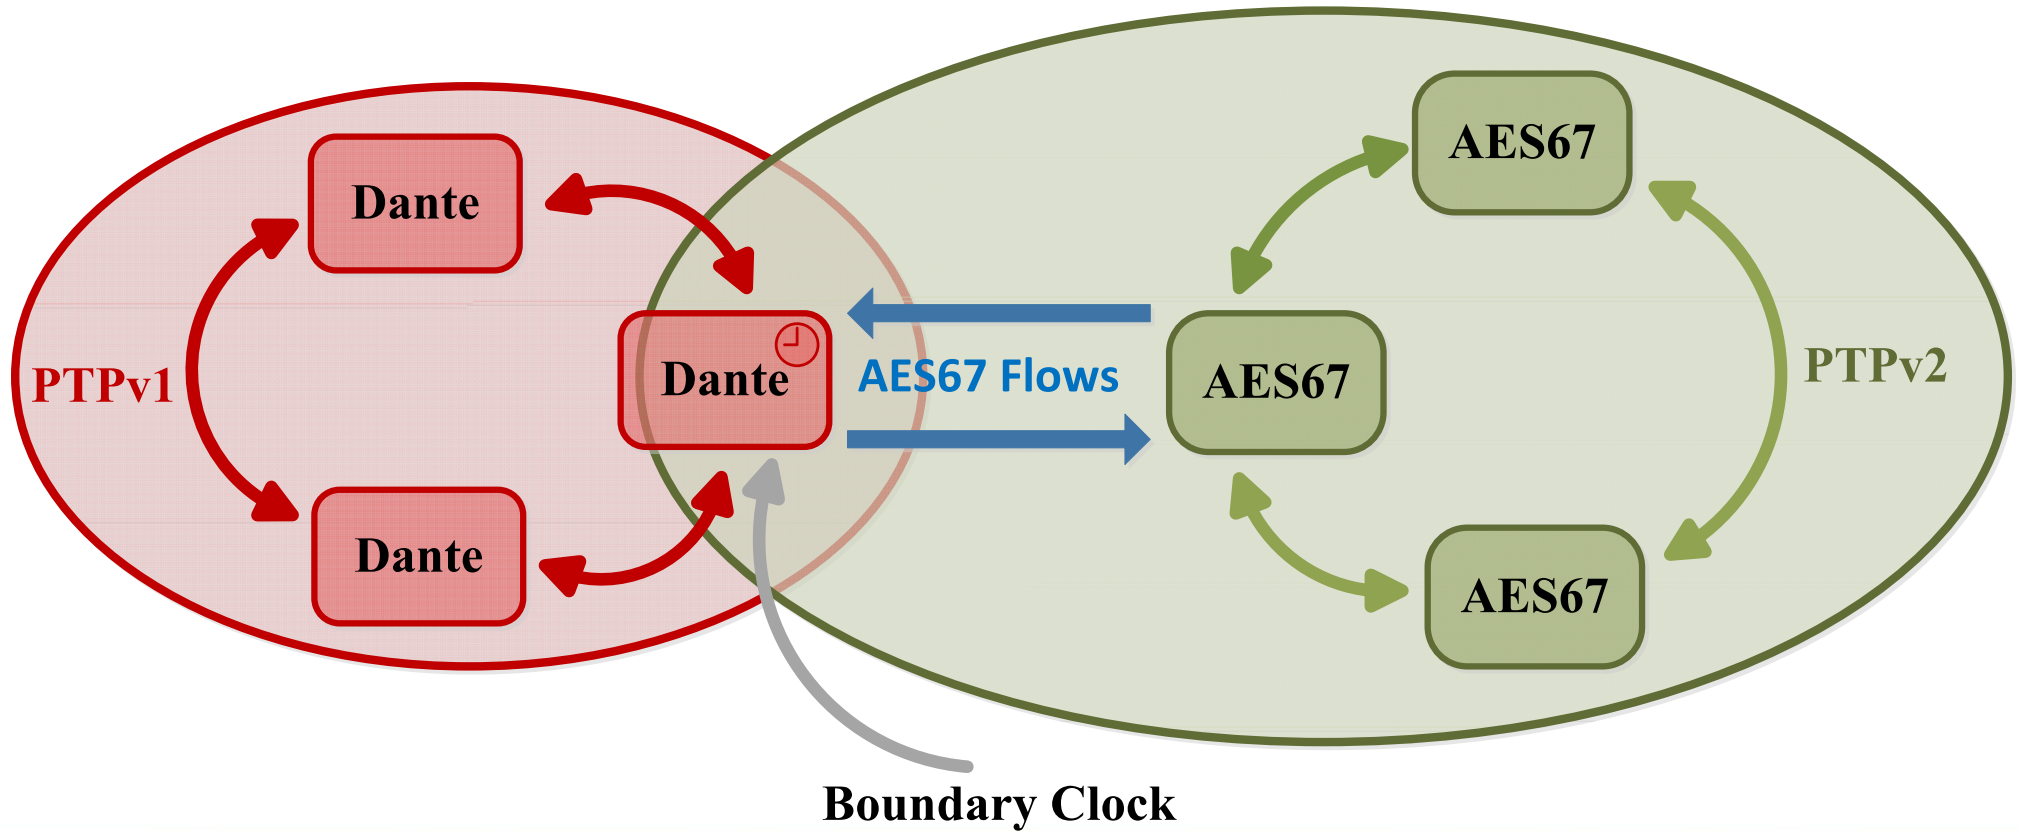 AES67
Dante
PTPv1
Dante
AES67 Flows
AES67
PTPv2
Dante
AES67
Boundary Clock